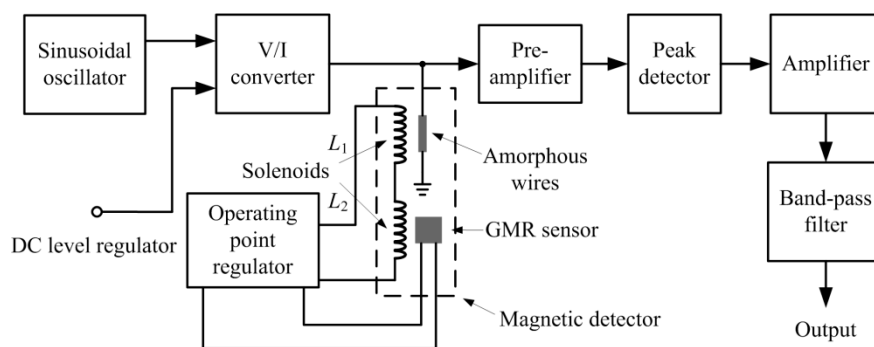 Sinusoidal
oscillator
V/I
converter
Pre-
amplifier
Peak
detector
Amplifier
L1
Solenoids
L2
Amorphous
wires
Operating
point
regulator
GMR sensor
Band-pass
filter
DC level regulator
Magnetic detector
Output